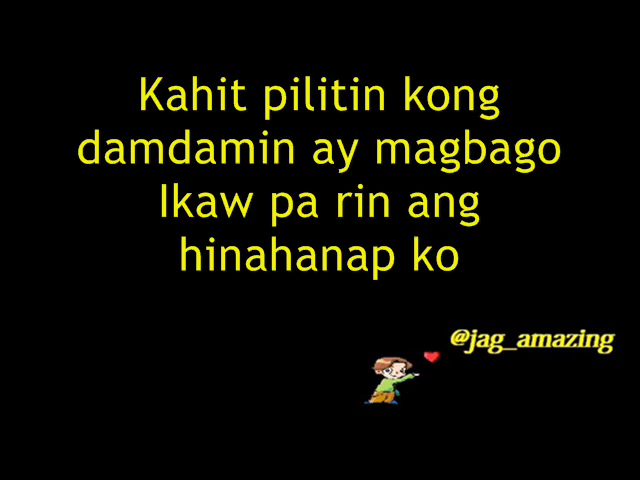 Kahit pilitin kong
damdamin ay magbago
Ikaw pa rin ang
hinahanap ko
@jag_amazing